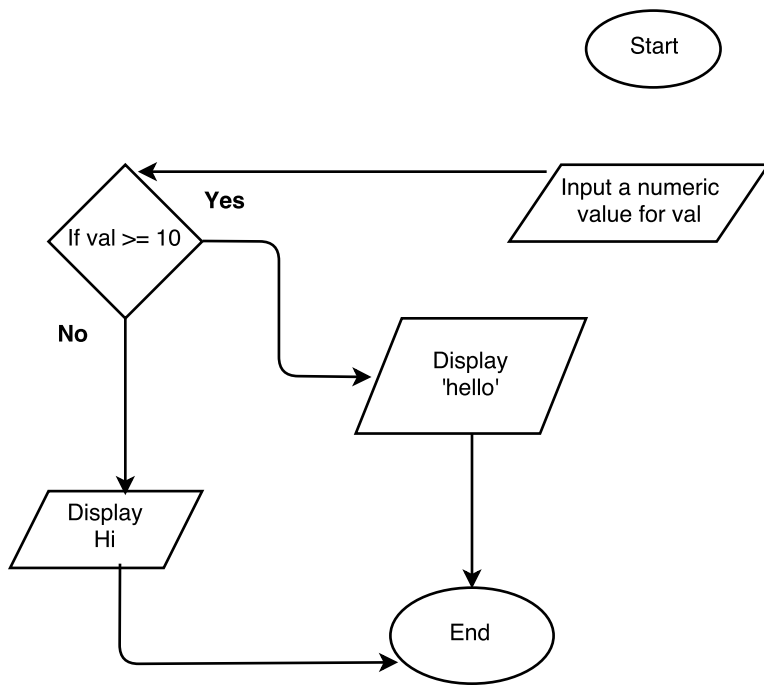 Start
Input a numeric
value for val
If val >= 10
Yes
No
Display
'hello'
Display
Hi
End